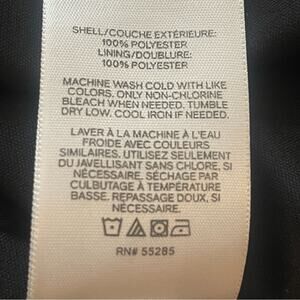 SHELL/COUCHE EXTÉRIEURE:
100% POLYESTER
LINING/DOUBLURE:
100% POLYESTER
MACHINE WASH COLD WITH LIKE
COLORS. ONLY NON-CHLORINE
BLEACH WHEN NEEDED. TUMBLE
DRY LOW. COOL IRON IF NEEDED.
LAVER À LA MACHINE À L'EAU
FROIDE AVEC COULEURS
SIMILAIRES. UTILISEZ SEULEMENT
DU JAVELLISANT SANS CHLORE, SI
NÉCESSAIRE. SÉCHAGE PAR
CULBUTAGE À TEMPÉRATURE
BASSE. REPASSAGE DOUX, SI
NÉCESSAIRE.
RN# 55285